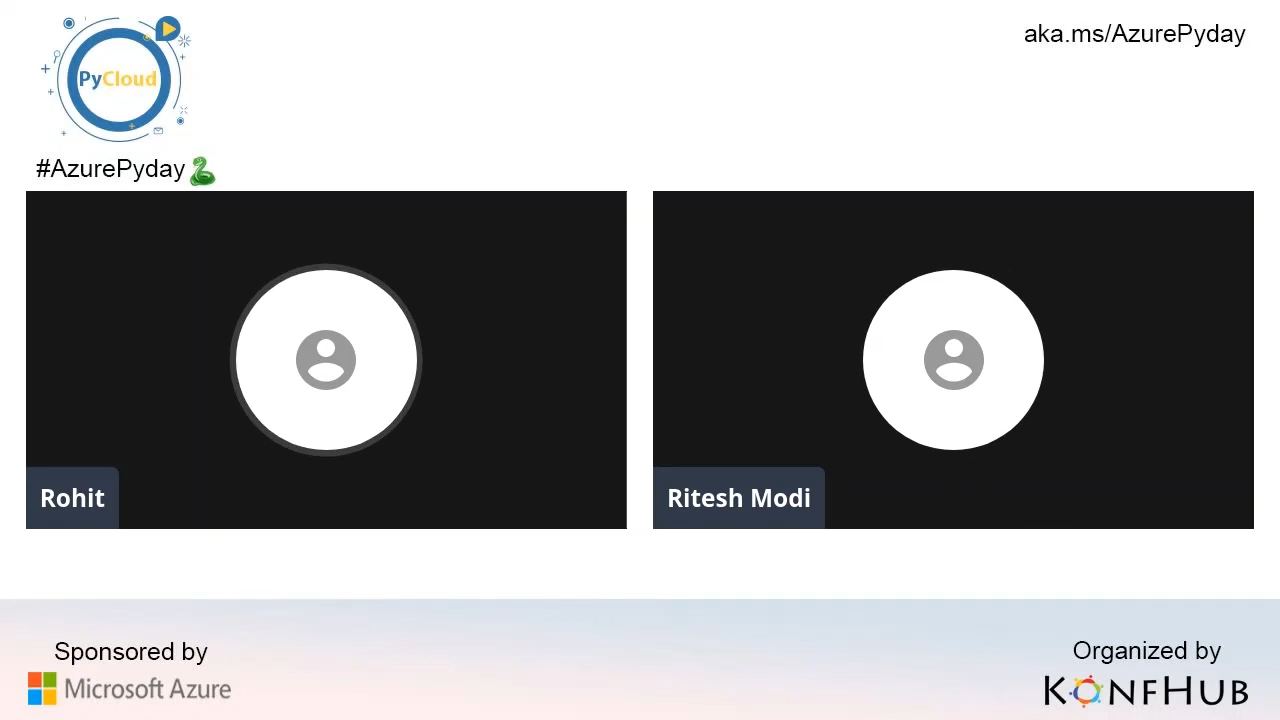 PyCloud
aka.ms/AzurePyday
#AzurePyday
Rohit
Ritesh Modi
Sponsored by
Microsoft Azure
Organized by
KONFHUB